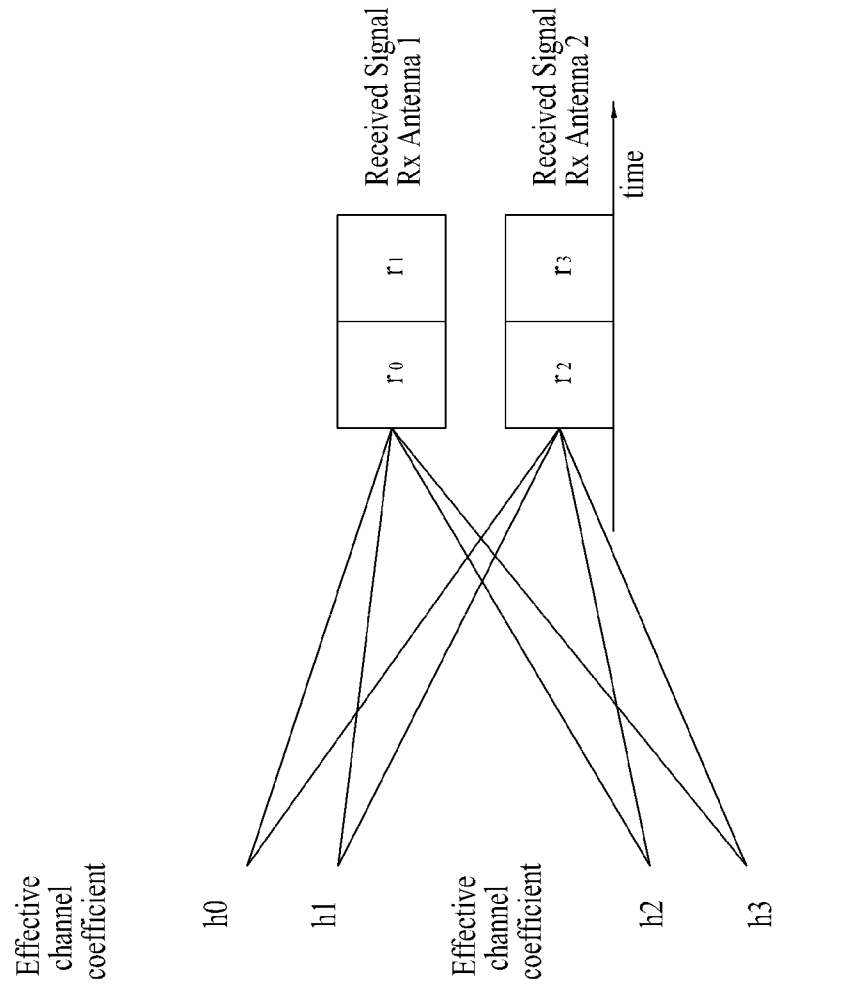 Effective
channel
coefficient
h0
h1
Effective
channel
coefficient
h2
h3
r0
r1
Received Signal
Rx Antenna 1
r2
r3
Received Signal
Rx Antenna 2
time